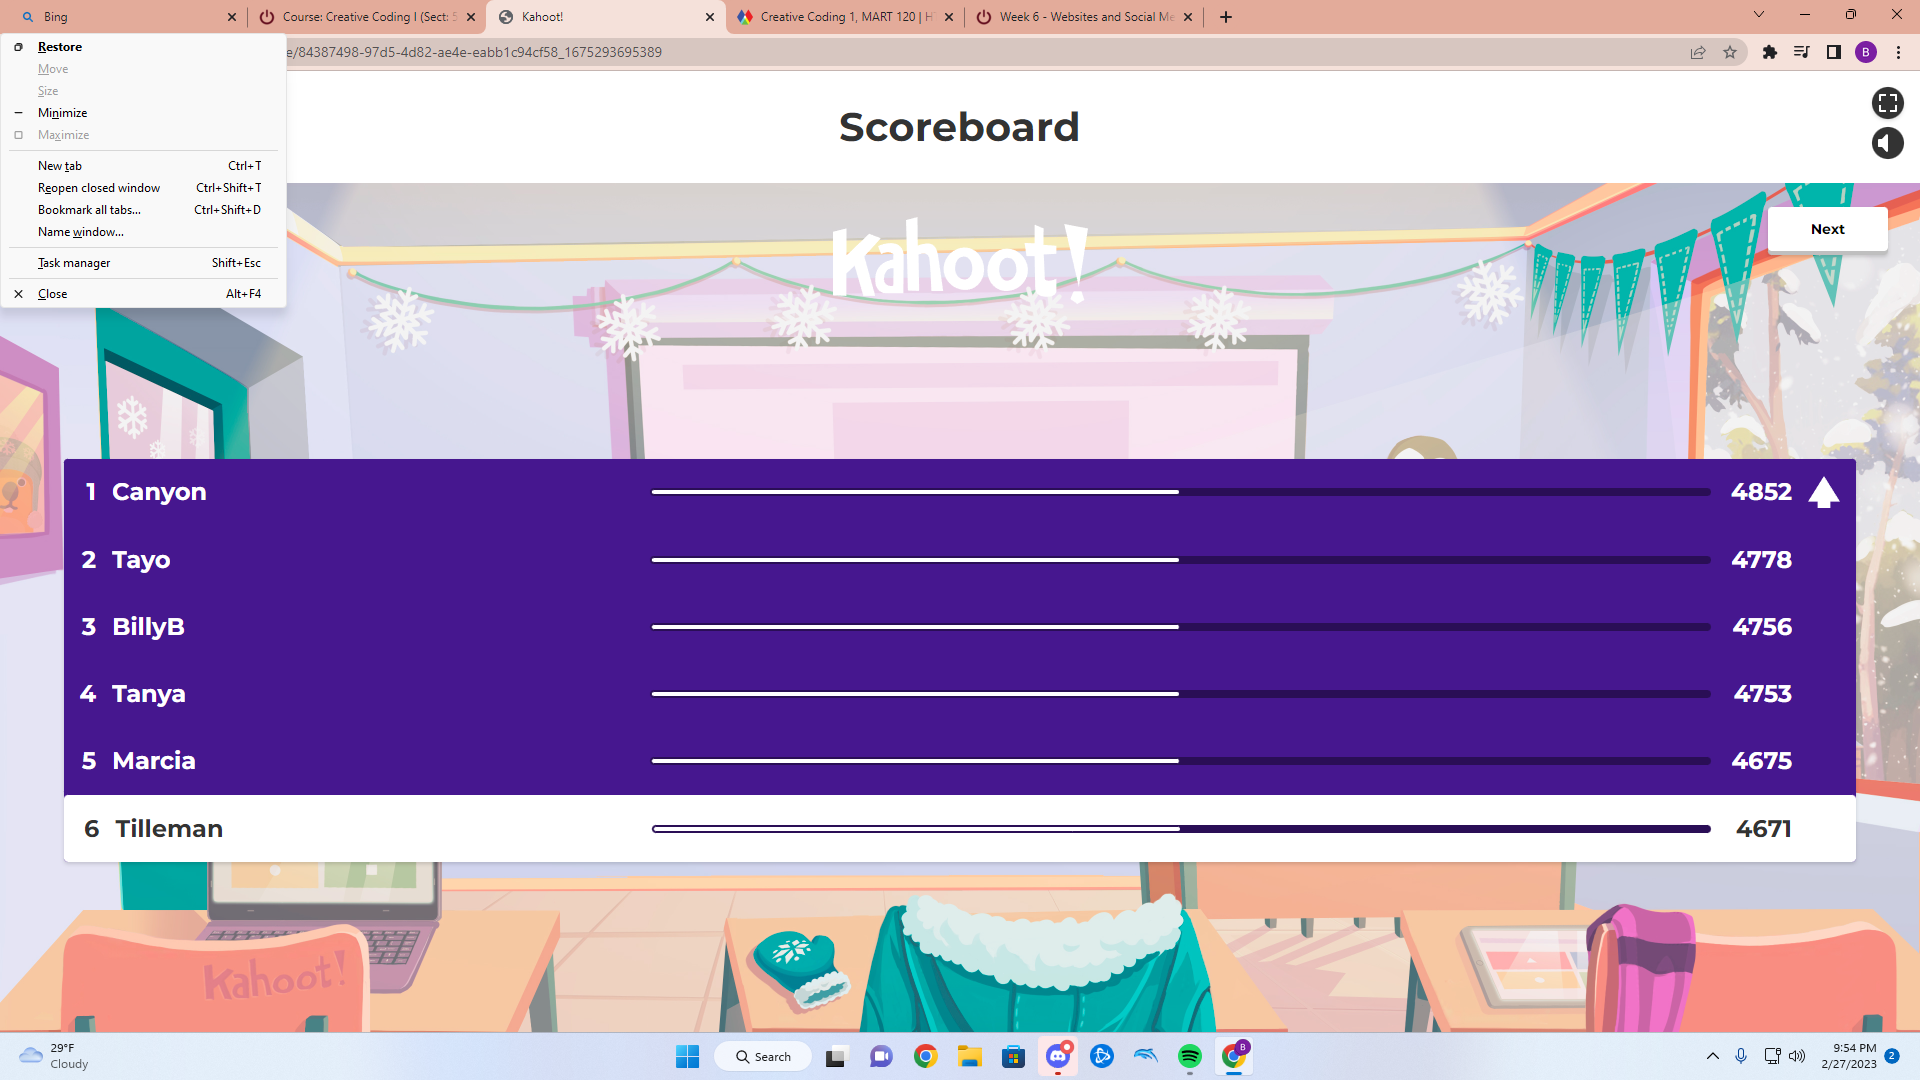 Bing
Course: Creative Coding I (Sect: 5
Kahoot!
Creative Coding 1, MART 120 | H
Week 6 - Websites and Social Me
e/84387498-97d5-4d82-ae4e-eabb1c94cf58_1675293695389
B
Restore
Move
Size
Minimize
Maximize
New tab Ctrl+T
Reopen closed window Ctrl+Shift+T
Bookmark all tabs... Ctrl+Shift+D
Name window...
Task manager Shift+Esc
Close Alt+F4
Scoreboard
Next
Kahoot!
1 Canyon 4852
2 Tayo 4778
3 BillyB 4756
4 Tanya 4753
5 Marcia 4675
6 Tilleman 4671
Kahoot!
29°F
Cloudy
Search
B
9:54 PM
2/27/2023
2